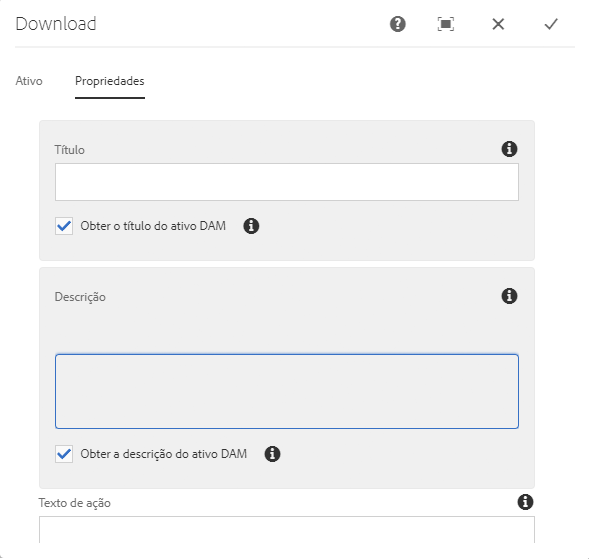 Download
Ativo Propriedades
Título
Obter o título do ativo DAM
Descrição
Obter a descrição do ativo DAM
Texto de ação